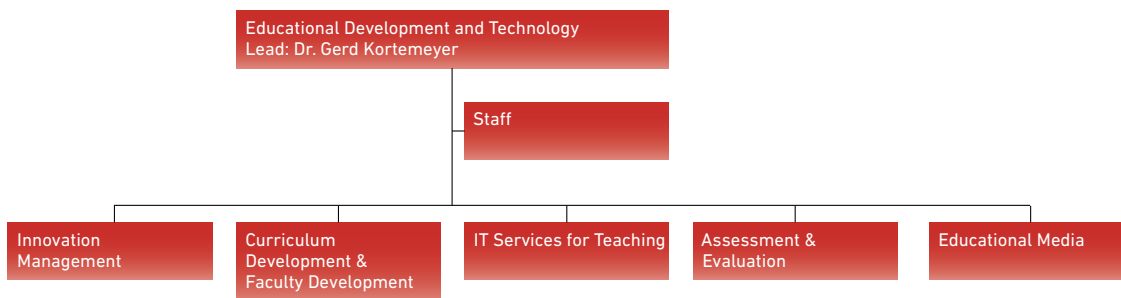 Educational Development and Technology
Lead: Dr. Gerd Kortemeyer
Staff
Innovation
Management
Curriculum
Development &
Faculty Development
IT Services for Teaching
Assessment &
Evaluation
Educational Media